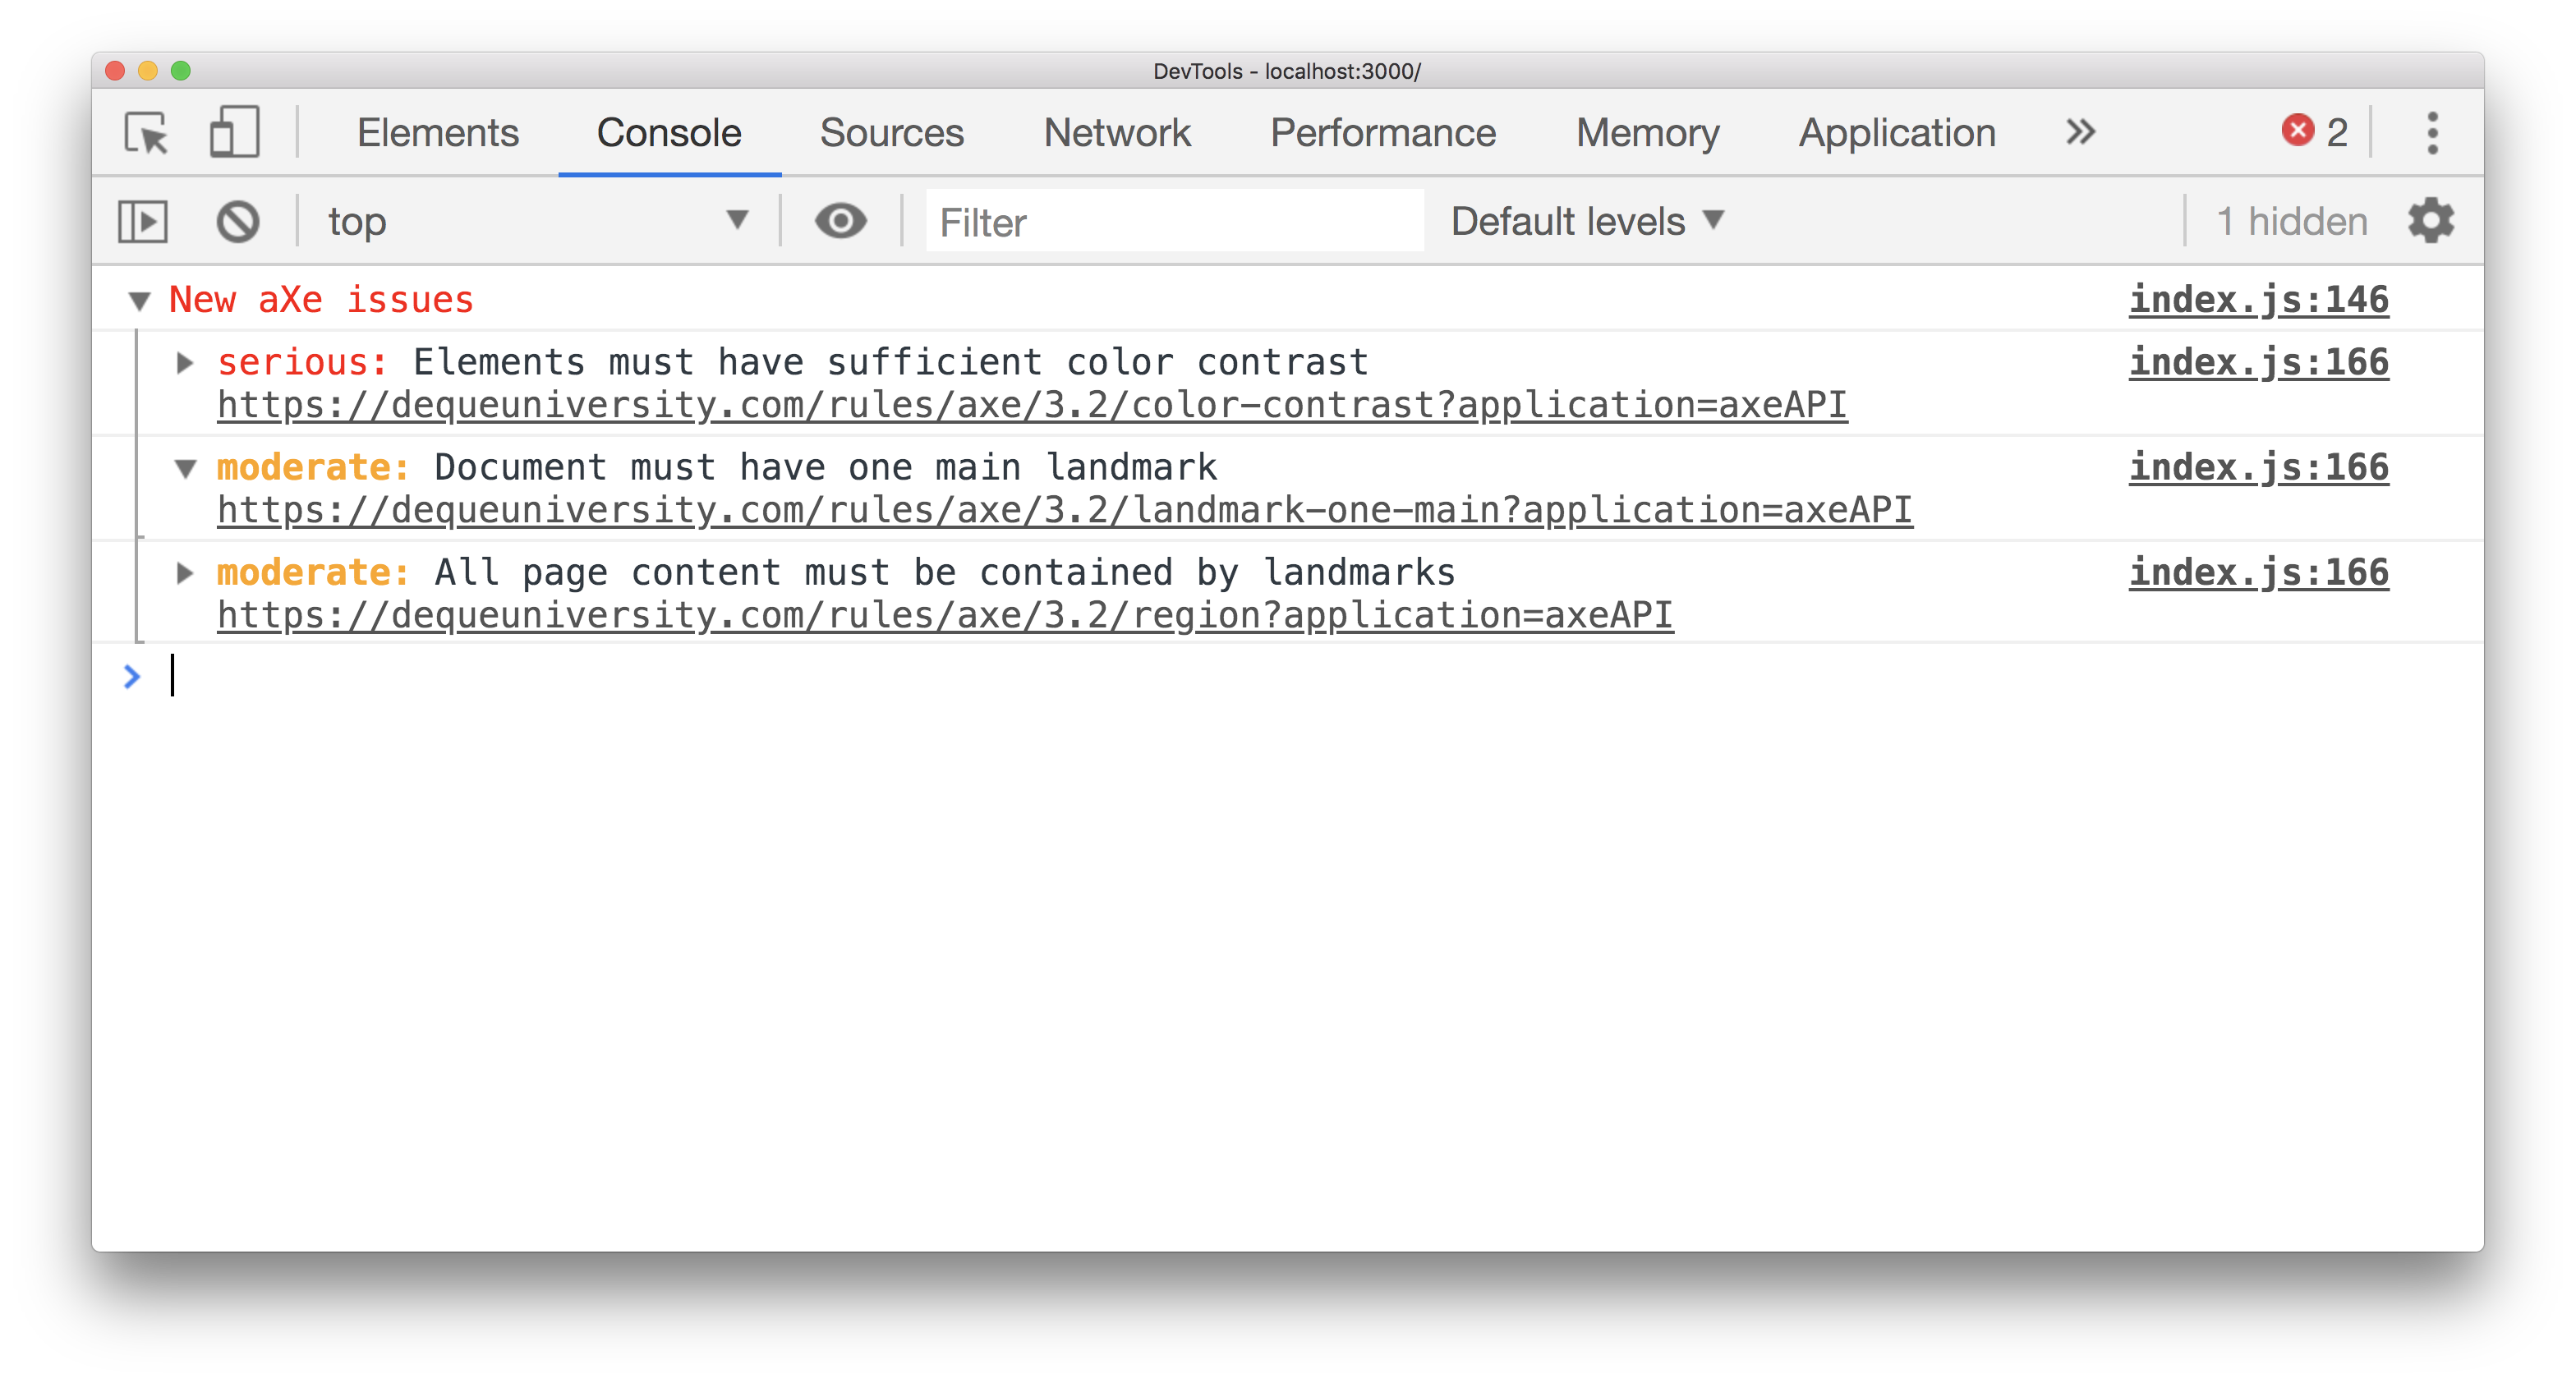 DevTools - localhost:3000/
Elements Console Sources Network Performance Memory Application » 2
top Filter Default levels 1 hidden
New aXe issues index.js:146
serious: Elements must have sufficient color contrast index.js:166
https://dequeuniversity.com/rules/axe/3.2/color-contrast?application=axeAPI
moderate: Document must have one main landmark index.js:166
https://dequeuniversity.com/rules/axe/3.2/landmark-one-main?application=axeAPI
moderate: All page content must be contained by landmarks index.js:166
https://dequeuniversity.com/rules/axe/3.2/region?application=axeAPI